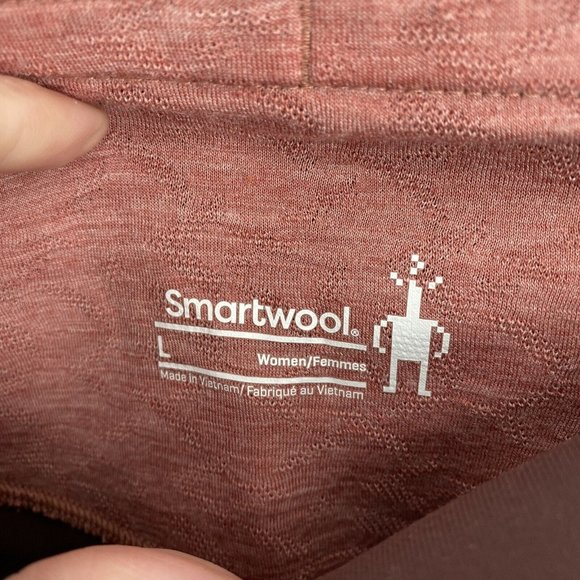 Smartwool®
L
Women/Femmes
Made in Vietnam/ Fabriqué au Vietnam